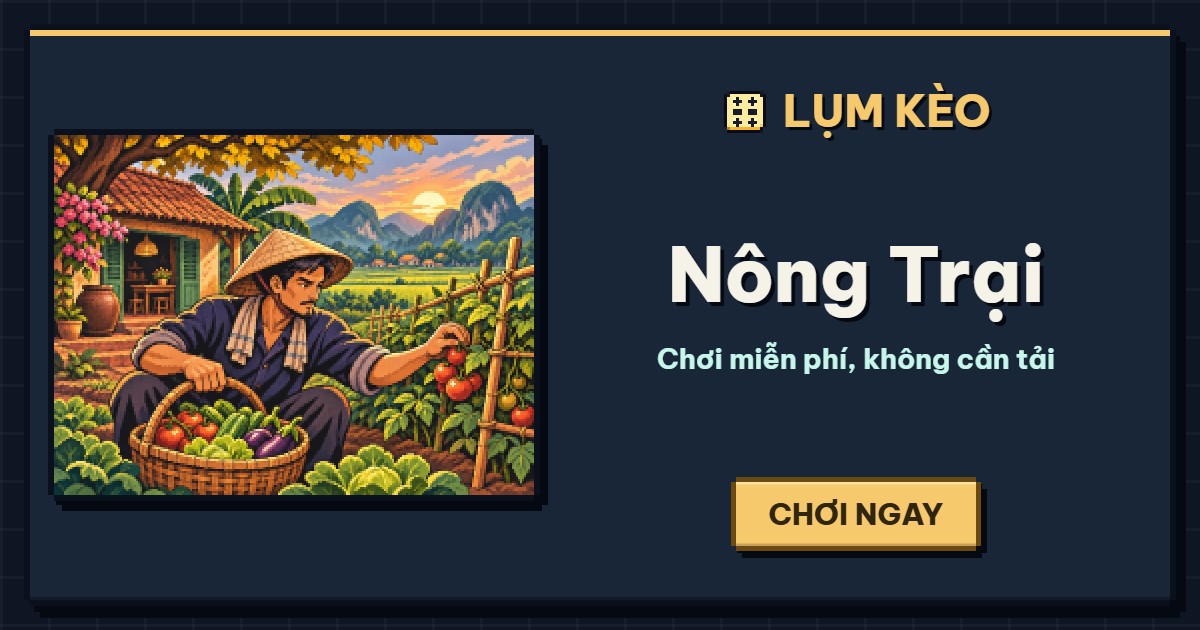 LỤM KÈO
Nông Trại
Chơi miễn phí, không cần tải
CHƠI NGAY